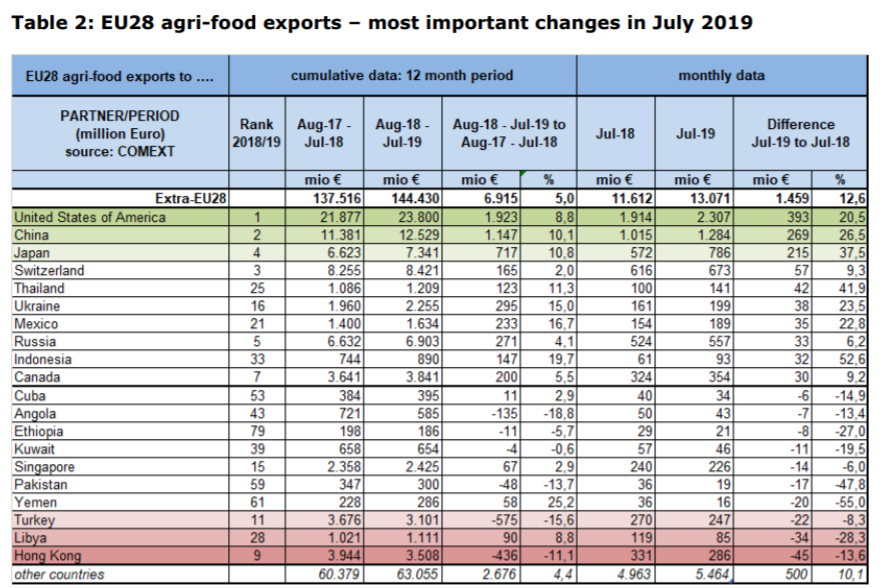 Table 2: EU28 agri-food exports – most important changes in July 2019
EU28 agri-food exports to .... cumulative data: 12 month period monthly data
PARTNER/PERIOD (million Euro) source: COMEXT Rank 2018/19 Aug-17 - Jul-18 Aug-18 - Jul-19 Aug-18 - Jul-19 to Aug-17 - Jul-18 Jul-18 Jul-19 Difference Jul-19 to Jul-18
mio € mio € mio € % mio € mio € mio € %
Extra-EU28 137.516 144.430 6.915 5,0 11.612 13.071 1.459 12,6
United States of America 1 21.877 23.800 1.923 8,8 1.914 2.307 393 20,5
China 2 11.381 12.529 1.147 10,1 1.015 1.284 269 26,5
Japan 4 6.623 7.341 717 10,8 572 786 215 37,5
Switzerland 3 8.255 8.421 165 2,0 616 673 57 9,3
Thailand 25 1.086 1.209 123 11,3 100 141 42 41,9
Ukraine 16 1.960 2.255 295 15,0 161 199 38 23,5
Mexico 21 1.400 1.634 233 16,7 154 189 35 22,8
Russia 5 6.632 6.903 271 4,1 524 557 33 6,2
Indonesia 33 744 890 147 19,7 61 93 32 52,6
Canada 7 3.641 3.841 200 5,5 324 354 30 9,2
Cuba 53 384 395 11 2,9 40 34 -6 -14,9
Angola 43 721 585 -135 -18,8 50 43 -7 -13,4
Ethiopia 79 198 186 -11 -5,7 29 21 -8 -27,0
Kuwait 39 658 654 -4 -0,6 57 46 -11 -19,5
Singapore 15 2.358 2.425 67 2,9 240 226 -14 -6,0
Pakistan 59 347 300 -48 -13,7 36 19 -17 -47,8
Yemen 61 228 286 58 25,2 36 16 -20 -55,0
Turkey 11 3.676 3.101 -575 -15,6 270 247 -22 -8,3
Libya 28 1.021 1.111 90 8,8 119 85 -34 -28,3
Hong Kong 9 3.944 3.508 -436 -11,1 331 286 -45 -13,6
other countries 60.379 63.055 2.676 4,4 4.963 5.464 500 10,1